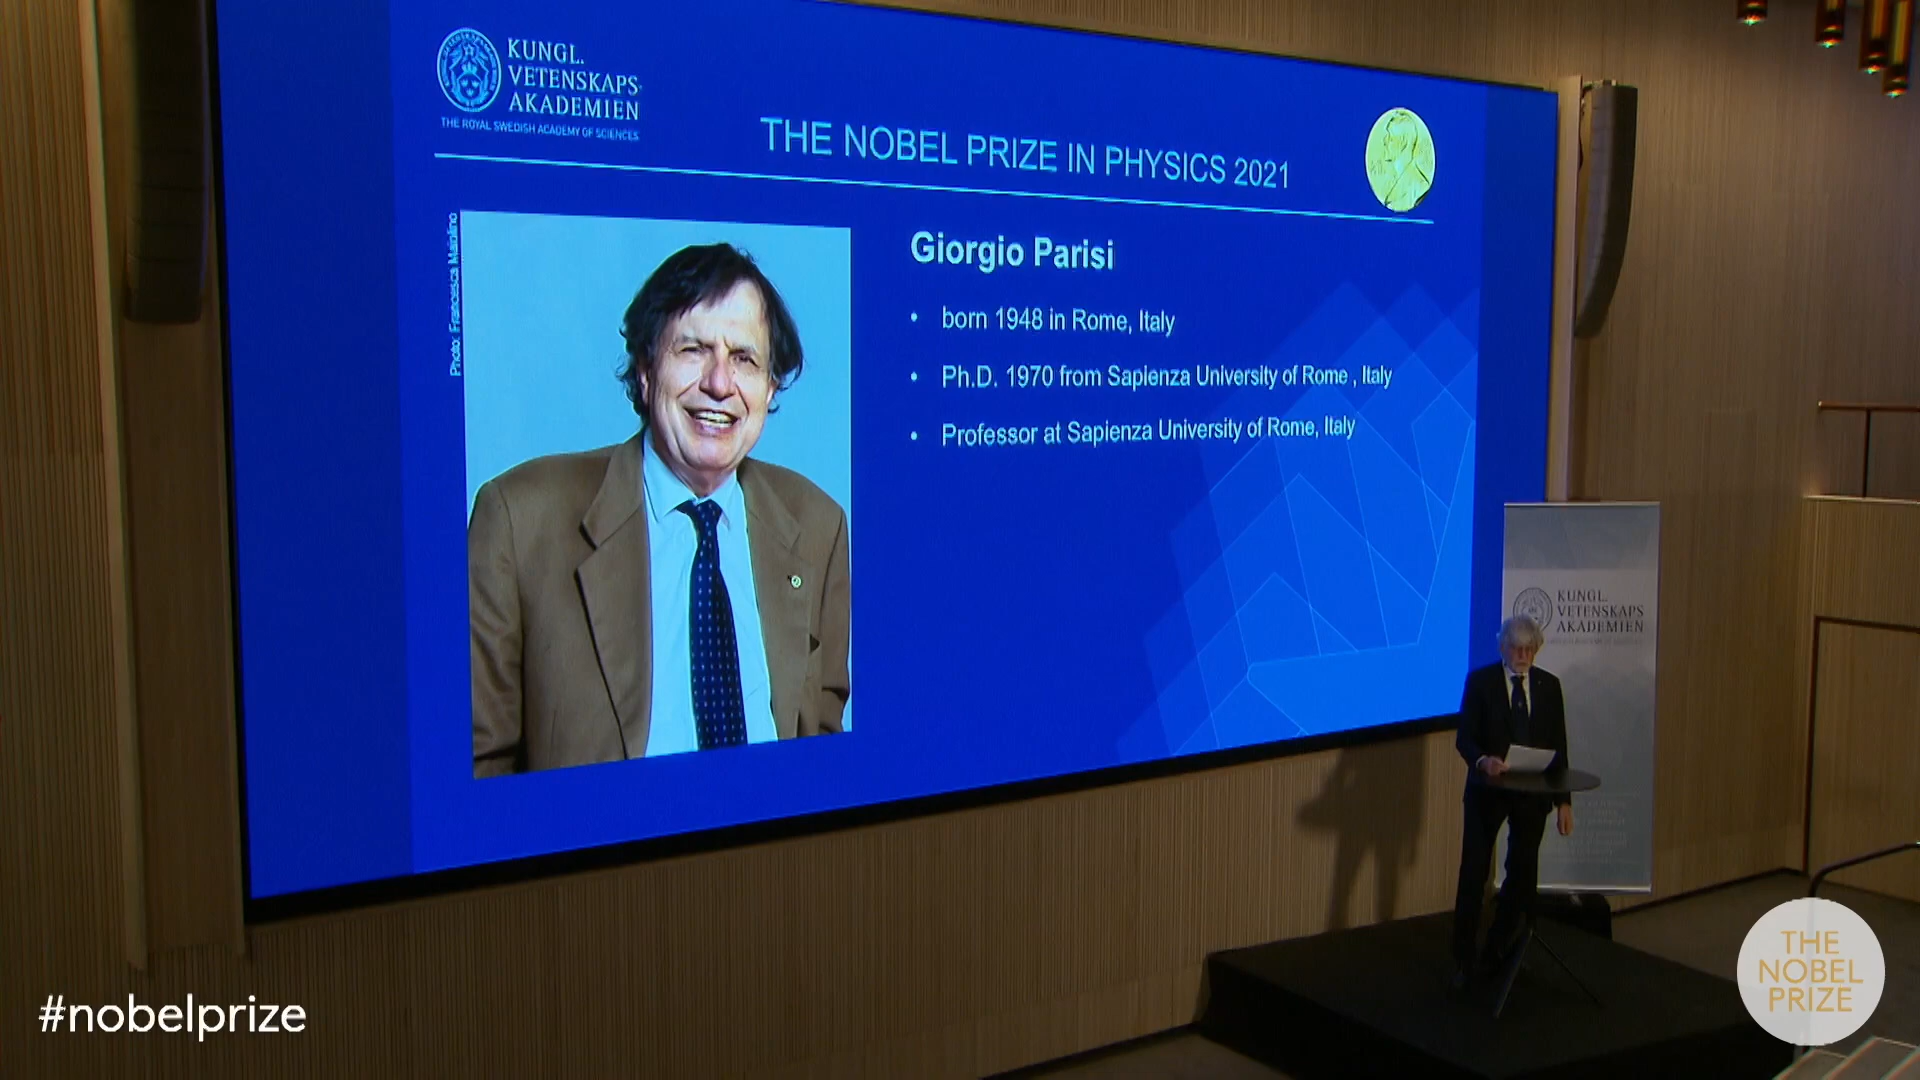 KUNGL.
VETENSKAPS-
AKADEMIEN
THE ROYAL SWEDISH ACADEMY OF SCIENCES
THE NOBEL PRIZE IN PHYSICS 2021
Photo: Francesca Maiolino
Giorgio Parisi
• born 1948 in Rome, Italy
• Ph.D. 1970 from Sapienza University of Rome , Italy
• Professor at Sapienza University of Rome, Italy
KUNGL.
VETENSKAPS
AKADEMIEN
#nobelprize
THE
NOBEL
PRIZE